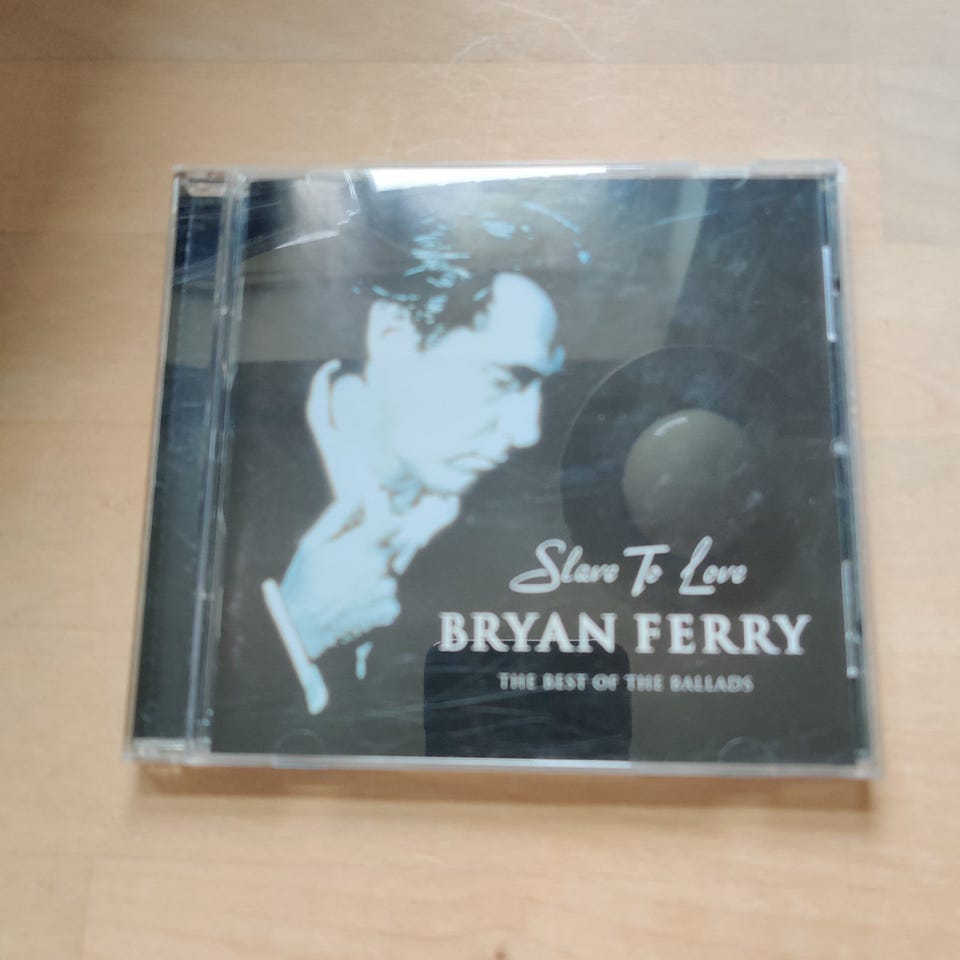 Slave To Love
BRYAN FERRY
THE BEST OF THE BALLADS